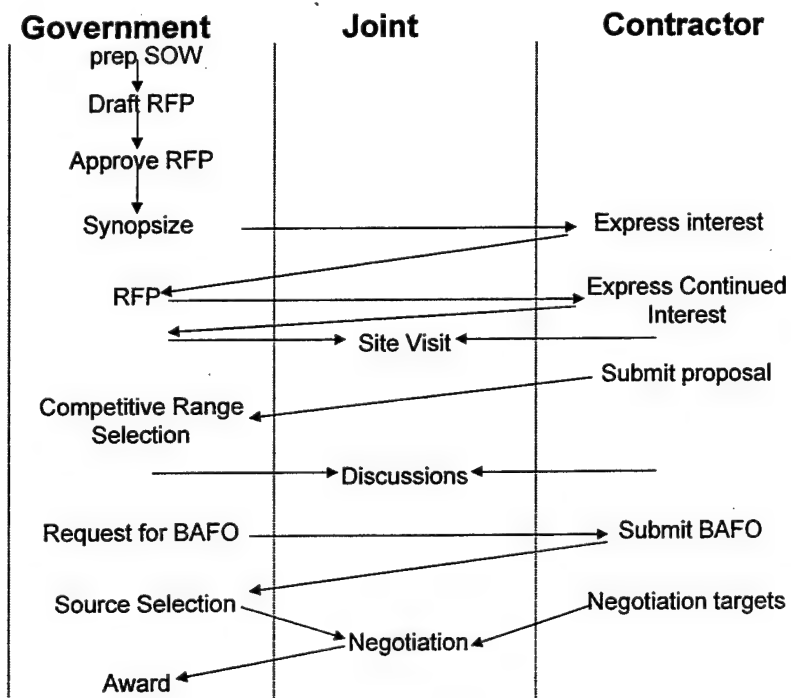 Government Joint Contractor
prep SOW
Draft RFP
Approve RFP
Synopsize Express interest
RFP Express Continued
Interest
Site Visit
Submit proposal
Competitive Range
Selection
Discussions
Request for BAFO Submit BAFO
Source Selection Negotiation targets
Negotiation
Award